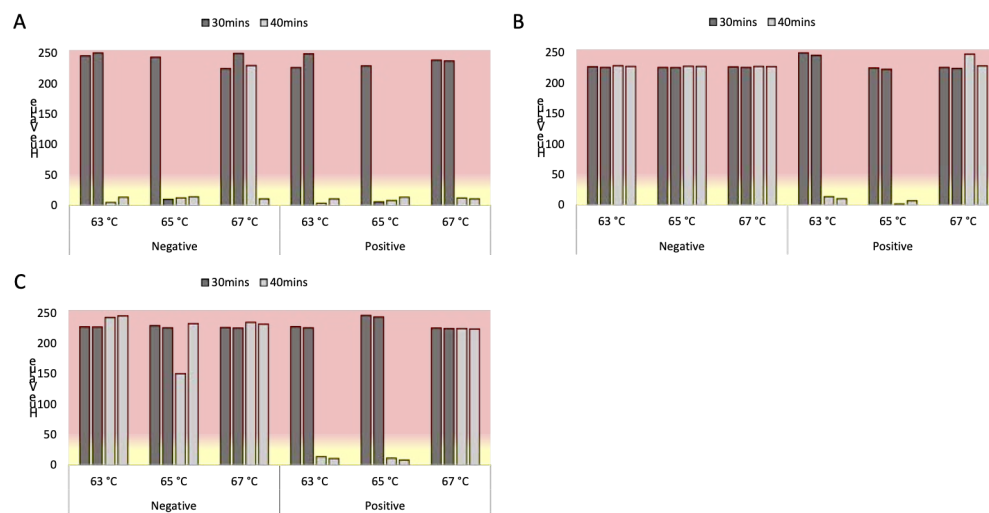 A
30mins 40mins
250
200
150
100
50
0
Hue Value
63 °C 65 °C 67 °C 63 °C 65 °C 67 °C
Negative Positive
B
30mins 40mins
250
200
150
100
50
0
Hue Value
63 °C 65 °C 67 °C 63 °C 65 °C 67 °C
Negative Positive
C
30mins 40mins
250
200
150
100
50
0
Hue Value
63 °C 65 °C 67 °C 63 °C 65 °C 67 °C
Negative Positive